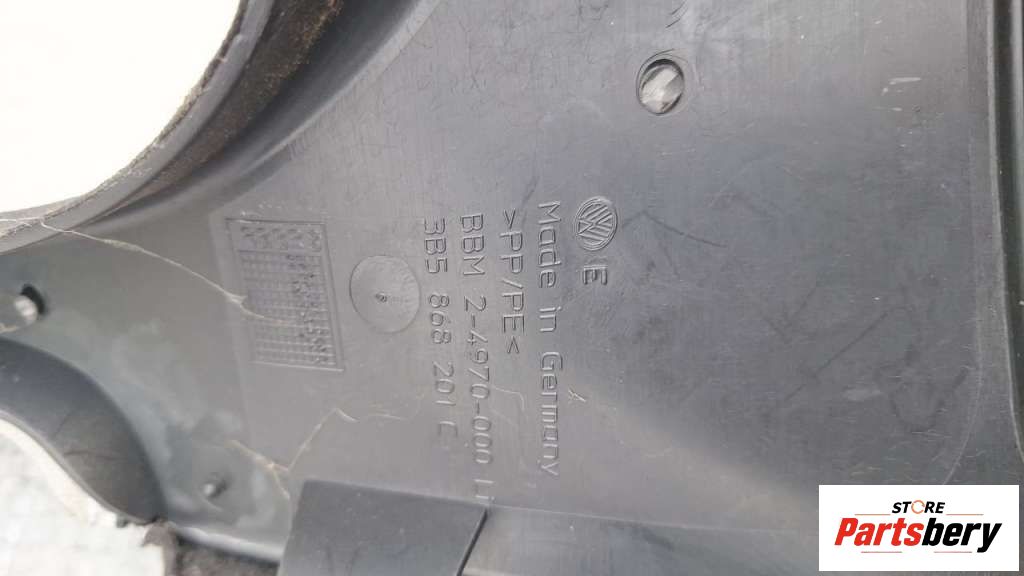 E
Made in Germany
>PP/PE<
BBM 2-4970-000
3B5 868 201 C
STORE
Partsbery